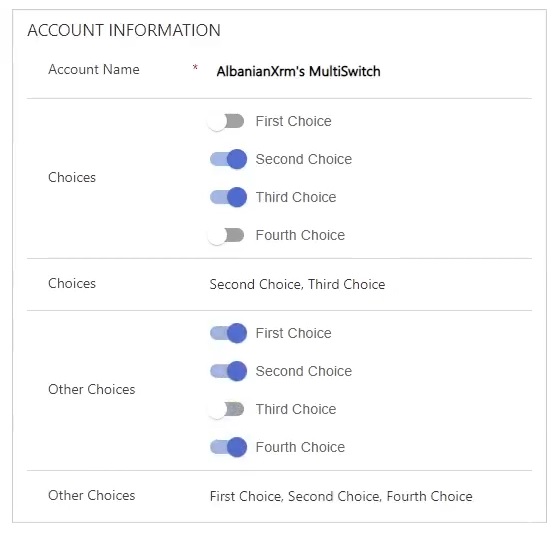 ACCOUNT INFORMATION
Account Name * AlbanianXrm's MultiSwitch
First Choice
Second Choice
Choices
Third Choice
Fourth Choice
Choices Second Choice, Third Choice
First Choice
Second Choice
Other Choices
Third Choice
Fourth Choice
Other Choices First Choice, Second Choice, Fourth Choice